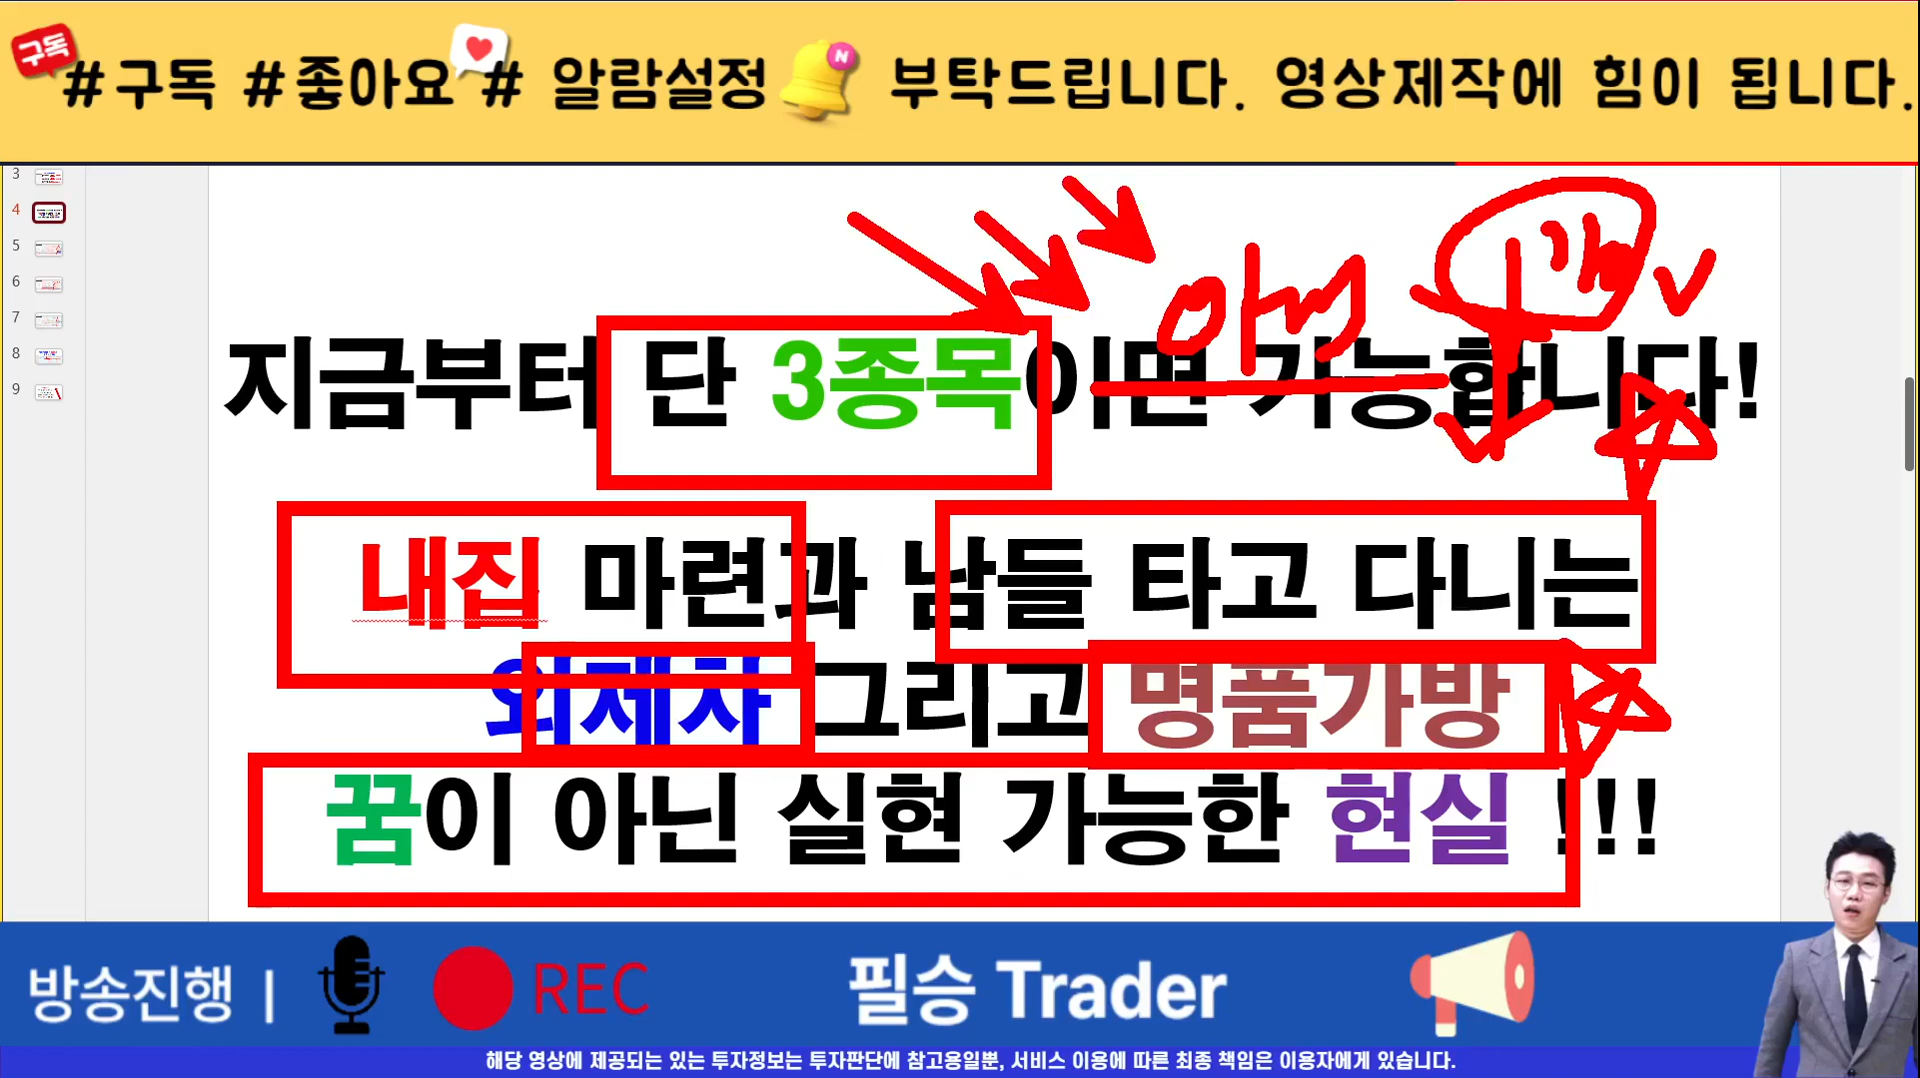 구독
#구독 #좋아요 # 알람설정 N 부탁드립니다. 영상제작에 힘이 됩니다.
3
4
5
6
7
8
9
지금부터 단 3종목이면 가능합니다!
내집 마련과 남들 타고 다니는
외제차 그리고 명품가방
꿈이 아닌 실현 가능한 현실 !!!
방송진행 | REC 필승 Trader
해당 영상에 제공되는 있는 투자정보는 투자판단에 참고용일뿐, 서비스 이용에 따른 최종 책임은 이용자에게 있습니다.